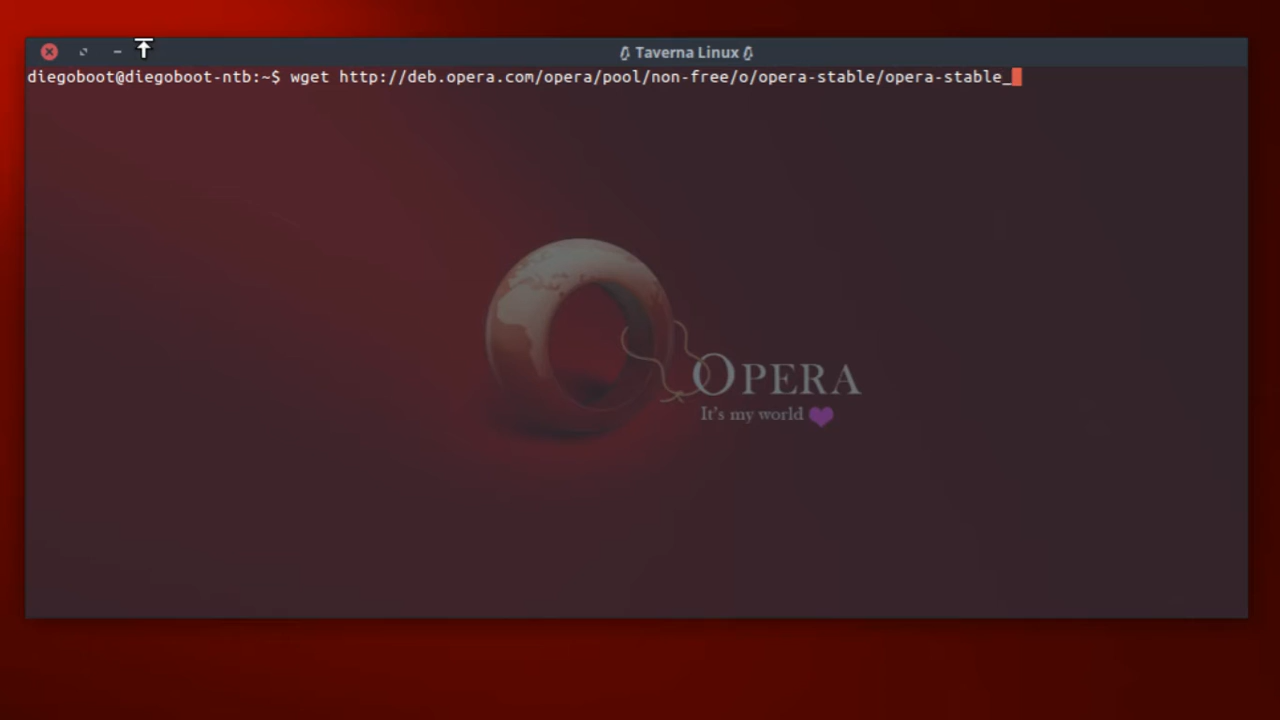 Taverna Linux
diegoboot@diegoboot-ntb:~$ wget http://deb.opera.com/opera/pool/non-free/o/opera-stable/opera-stable_
OPERA
It's my world